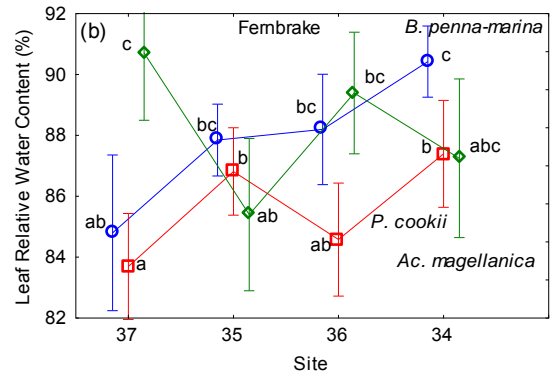 (b)
Fernbrake
B. penna-marina
Leaf Relative Water Content (%)
92
90
88
86
84
82
c
c
bc
bc
bc
b
b
abc
ab
ab
ab
a
P. cookii
Ac. magellanica
37
35
36
34
Site